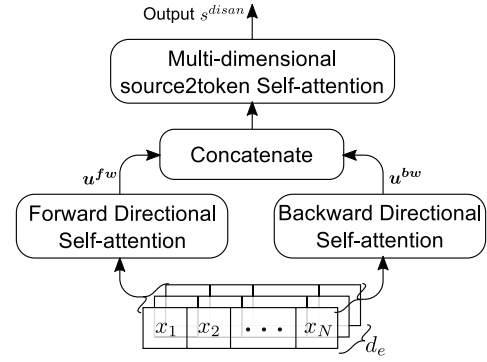 Output s^{disan}
Multi-dimensional
source2token Self-attention
Concatenate
u^{fw}
u^{bw}
Forward Directional
Self-attention
Backward Directional
Self-attention
x_1 x_2 ... x_N
d_e